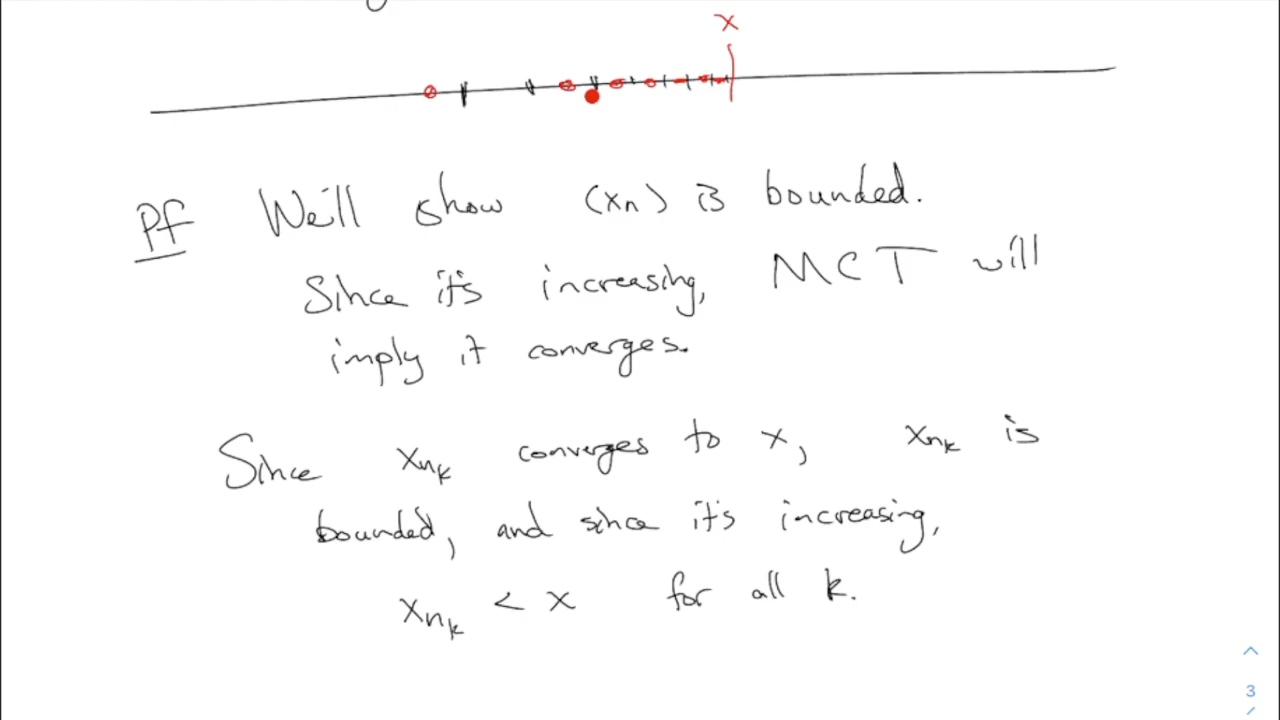 x
Pf We'll show (xn) is bounded.
Since it's increasing, MCT will
imply it converges.
Since xnk converges to x, xnk is
bounded, and since it's increasing,
xnk < x for all k.
3